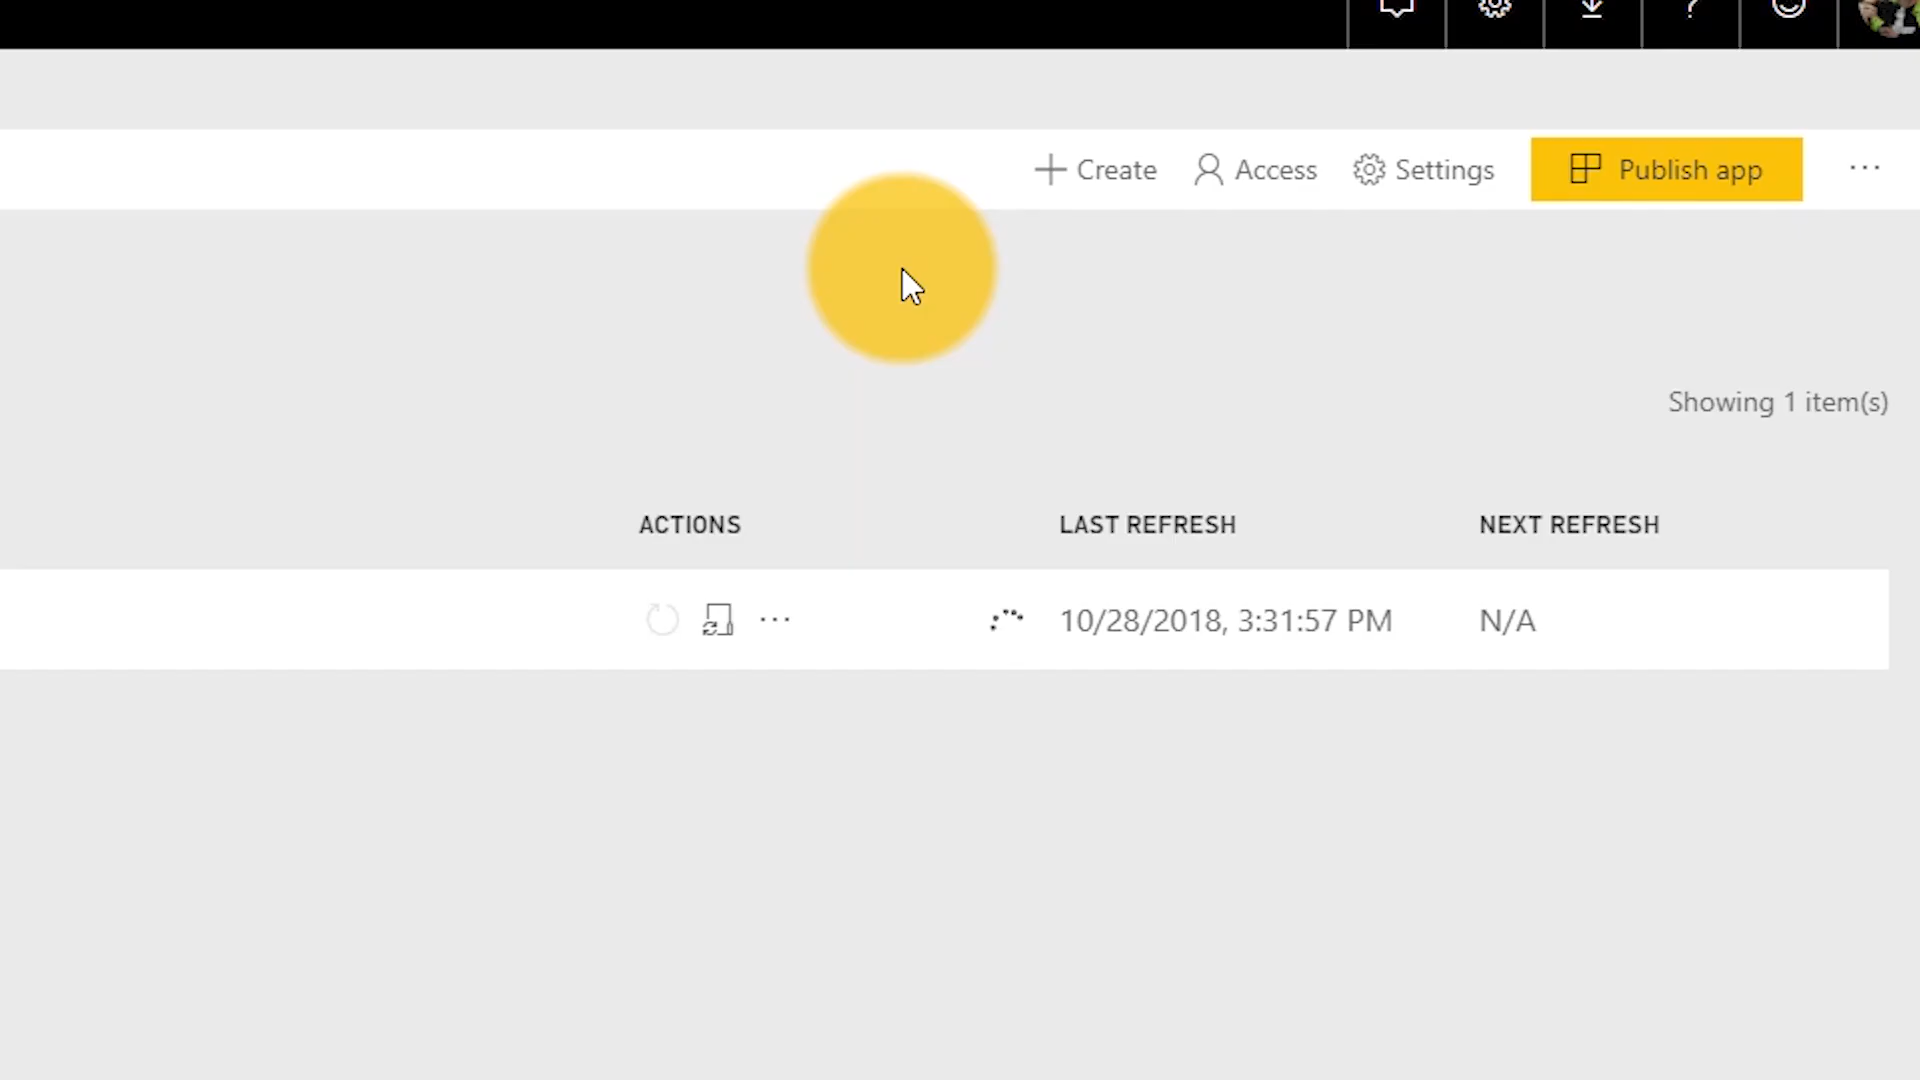 Create Access Settings Publish app ...
Showing 1 item(s)
ACTIONS LAST REFRESH NEXT REFRESH
... 10/28/2018, 3:31:57 PM N/A